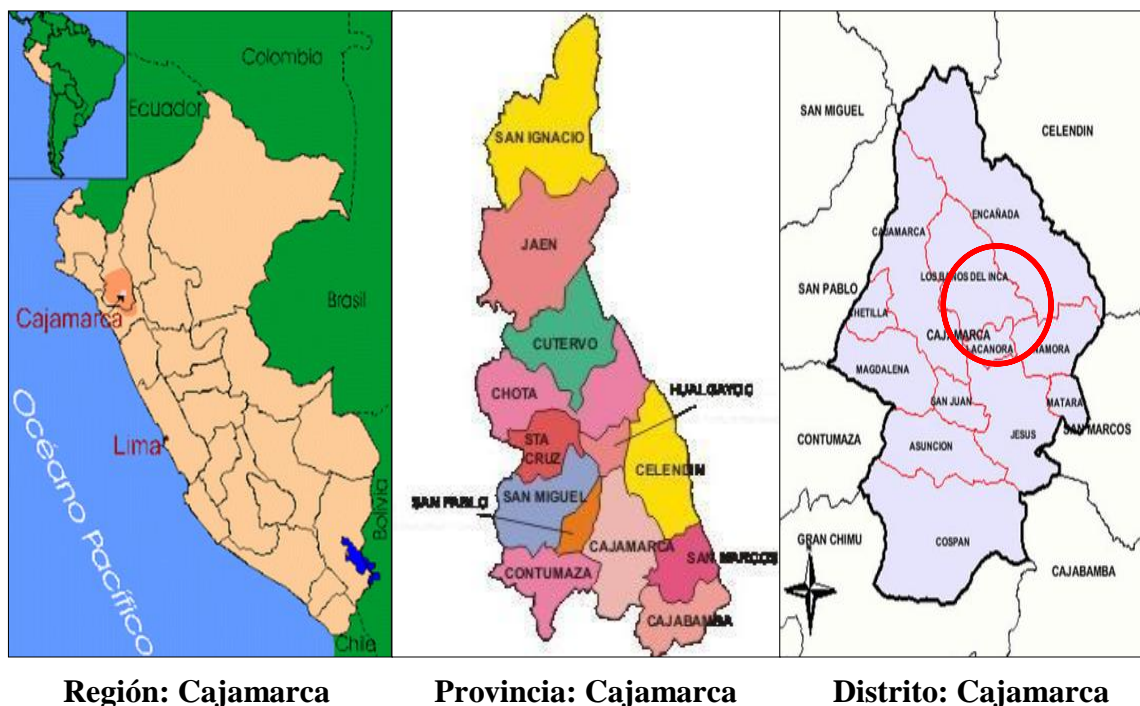 Colombia
Ecuador
Brasil
Cajamarca
Lima
Océano Pacífico
Bolivia
Chile
SAN IGNACIO
JAEN
CUTERVO
CHOTA
HUALGAYOC
STA
CRUZ
CELENDIN
SAN MIGUEL
SAN PABLO
CAJAMARCA
SAN MARCOS
CONTUMAZA
CAJABAMBA
SAN MIGUEL
CELENDIN
ENCAÑADA
CAJAMARCA
LOS BAÑOS DEL INCA
SAN PABLO
CHETILLA
CAJAMARCA
LLACANORA
NAMORA
MAGDALENA
SAN JUAN
MATARA
SAN MARCOS
CONTUMAZA
ASUNCION
JESUS
GRAN CHIMU
COSPAN
CAJABAMBA
Región: Cajamarca
Provincia: Cajamarca
Distrito: Cajamarca